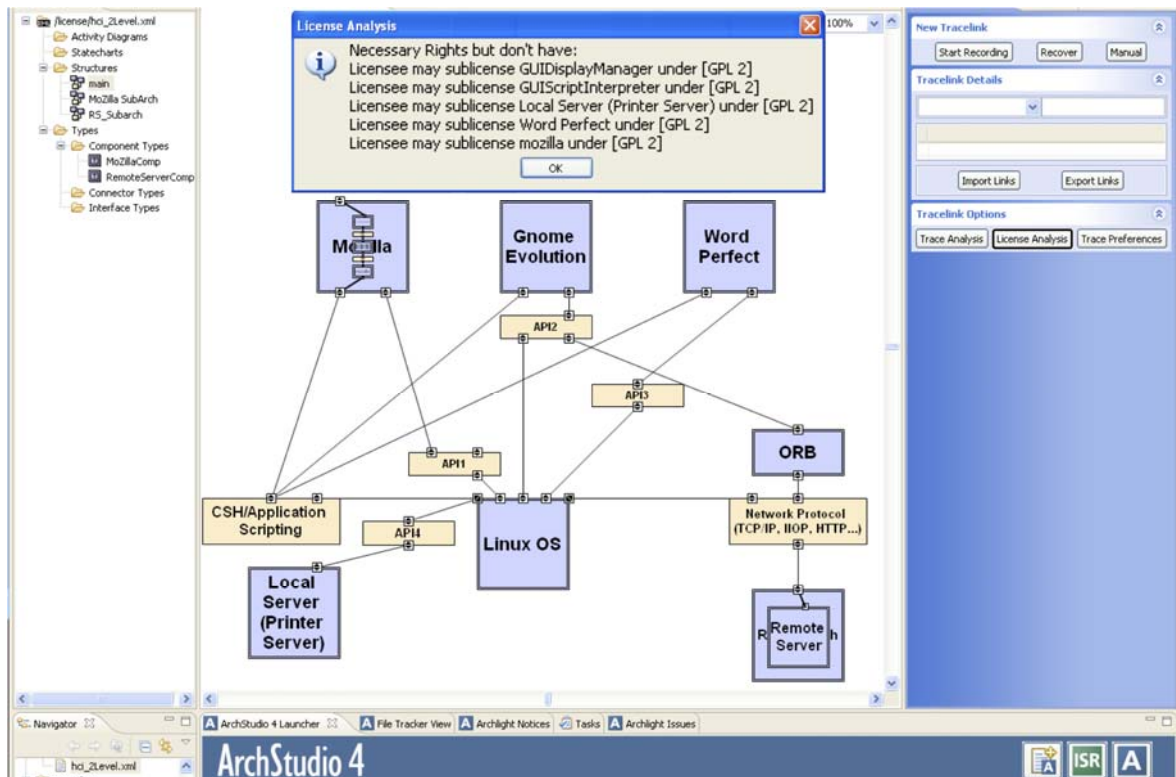 /license/hci_2Level.xml
Activity Diagrams
Statecharts
Structures
main
MoZilla SubArch
RS_Subarch
Types
Component Types
MoZillaComp
RemoteServerComp
Connector Types
Interface Types
License Analysis
Necessary Rights but don't have:
Licensee may sublicense GUIDisplayManager under [GPL 2]
Licensee may sublicense GUIScriptInterpreter under [GPL 2]
Licensee may sublicense Local Server (Printer Server) under [GPL 2]
Licensee may sublicense Word Perfect under [GPL 2]
Licensee may sublicense mozilla under [GPL 2]
OK
100%
New Tracelink
Start Recording
Recover
Manual
Tracelink Details
Import Links
Export Links
Tracelink Options
Trace Analysis
License Analysis
Trace Preferences
Gnome
Evolution
Word
Perfect
API2
API3
API1
ORB
CSH/Application
Scripting
API4
Linux OS
Network Protocol
(TCP/IP, IIOP, HTTP...)
Local
Server
(Printer
Server)
Remote
Server
Navigator
ArchStudio 4 Launcher
File Tracker View
Archlight Notices
Tasks
Archlight Issues
hci_2Level.xml
ArchStudio 4
A
ISR
A